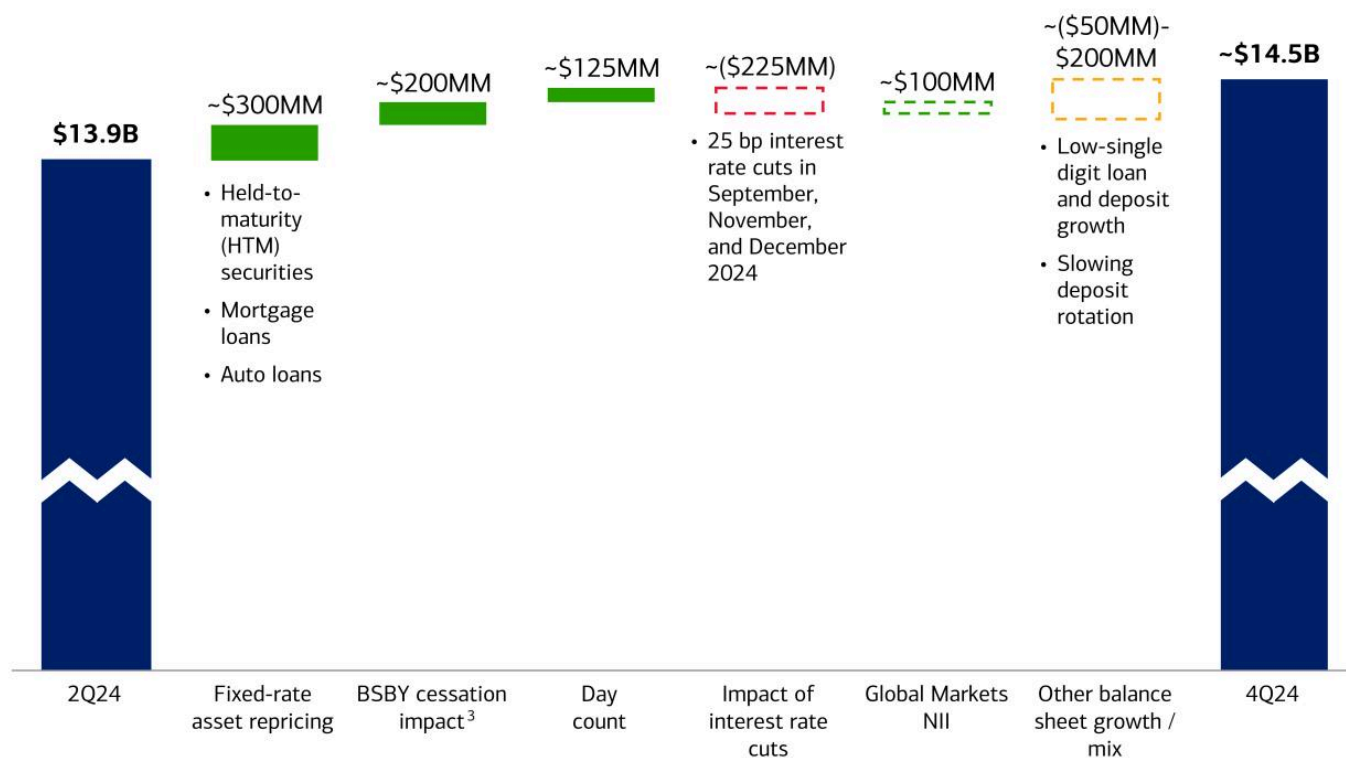 $13.9B
~$300MM
• Held-to-
maturity
(HTM)
securities
• Mortgage
loans
• Auto loans
~$200MM
~$125MM
~($225MM)
• 25 bp interest
rate cuts in
September,
November,
and December
2024
~$100MM
~($50MM)-
$200MM
• Low-single
digit loan
and deposit
growth
• Slowing
deposit
rotation
~$14.5B
2Q24
Fixed-rate
asset repricing
BSBY cessation
impact³
Day
count
Impact of
interest rate
cuts
Global Markets
NII
Other balance
sheet growth /
mix
4Q24